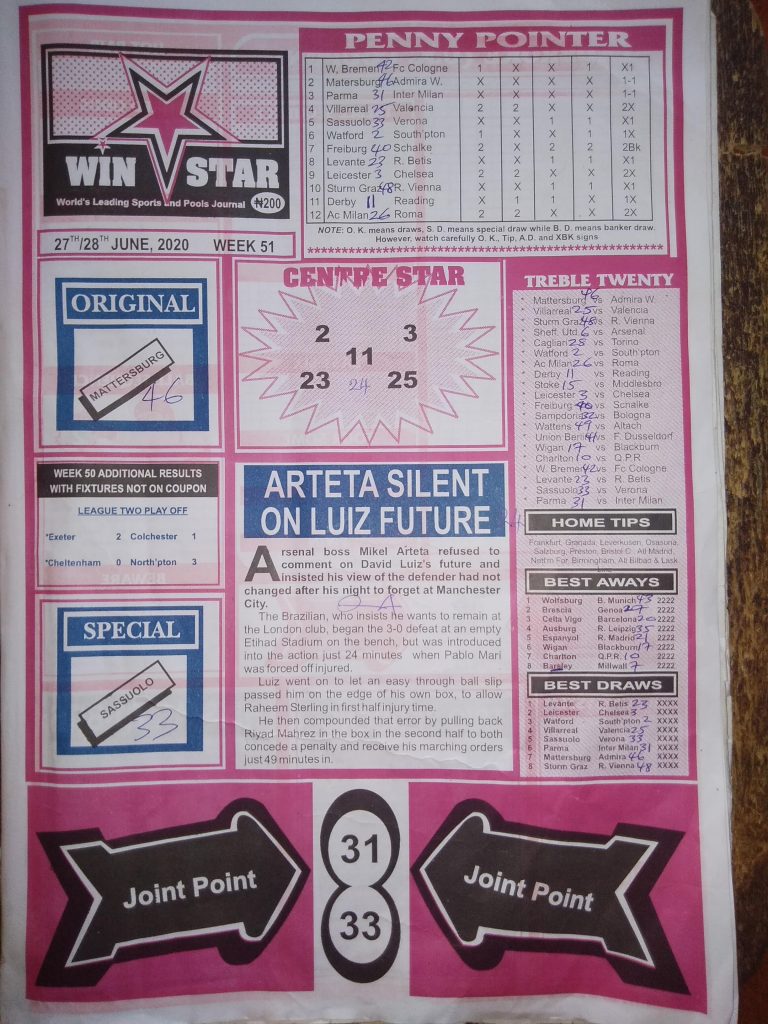 WIN STAR
World's Leading Sports and Pools Journal ₦200
27TH/28TH JUNE, 2020 WEEK 51
PENNY POINTER
1 W. Bremen 42 Fc Cologne 1 X X 1 X1
2 Matersburg 46 Admira W. X X X X 1-1
3 Parma 31 Inter Milan X X X X 1-1
4 Villarreal 25 Valencia 2 2 X X 2X
5 Sassuolo 33 Verona X X 1 1 X1
6 Watford 2 South'pton 1 X X 1 1X
7 Freiburg 40 Schalke 2 X 2 2 2Bk
8 Levante 23 R. Betis X X 1 1 X1
9 Leicester 3 Chelsea 2 2 X X 2X
10 Sturm Graz 48 R. Vienna X X 1 1 X1
11 Derby 11 Reading X 1 1 X 1X
12 Ac Milan 26 Roma 2 2 X X 2X
NOTE: O. K. means draws, S. D. means special draw while B. D. means banker draw.
However, watch carefully O. K., Tip, A.D. and XBK signs
ORIGINAL
MATTERSBURG
46
CENTRE STAR
2 3
11
23 24 25
TREBLE TWENTY
Mattersburg 46 vs Admira W.
Villarreal 25 vs Valencia
Sturm Graz 48 vs R. Vienna
Sheff. Utd 6 vs Arsenal
Cagliari 28 vs Torino
Watford 2 vs South'pton
Ac Milan 26 vs Roma
Derby 11 vs Reading
Stoke 15 vs Middlesbro
Leicester 3 vs Chelsea
Freiburg 40 vs Schalke
Sampdoria 32 vs Bologna
Wattens 49 vs Altach
Union Berlin 41 vs F. Dusseldorf
Wigan 17 vs Blackburn
Charlton 10 vs Q.P.R
W. Bremen 42 vs Fc Cologne
Levante 23 vs R. Betis
Sassuolo 33 vs Verona
Parma 31 vs Inter Milan
WEEK 50 ADDITIONAL RESULTS
WITH FIXTURES NOT ON COUPON
LEAGUE TWO PLAY OFF
*Exeter 2 Colchester 1
*Cheltenham 0 North'pton 3
ARTETA SILENT
ON LUIZ FUTURE
Arsenal boss Mikel Arteta refused to
comment on David Luiz's future and
insisted his view of the defender had not
changed after his night to forget at Manchester
City.
The Brazilian, who insists he wants to remain at
the London club, began the 3-0 defeat at an empty
Etihad Stadium on the bench, but was introduced
into the action just 24 minutes when Pablo Mari
was forced off injured.
Luiz went on to let an easy through ball slip
passed him on the edge of his own box, to allow
Raheem Sterling in first half injury time.
He then compounded that error by pulling back
Riyad Mahrez in the box in the second half to both
concede a penalty and receive his marching orders
just 49 minutes in.
HOME TIPS
Frankfurt, Granada, Leverkusen, Osasuna,
Salzburg, Preston, Bristol C. Atl Madrid,
Nott'm For, Birmingham, Atl Bilbao & Lask
BEST AWAYS
1 Wolfsburg B. Munich 43 2222
2 Brescia Genoa 27 2222
3 Celta Vigo Barcelona 20 2222
4 Ausburg R. Leipzig 35 2222
5 Espanyol R. Madrid 21 2222
6 Wigan Blackburn 17 2222
7 Charlton Q.P.R. 10 2222
8 Barsley Millwall 7 2222
SPECIAL
SASSUOLO
33
BEST DRAWS
1 Levante R. Betis 23 XXXX
2 Leicester Chelsea 3 XXXX
3 Watford South'pton 2 XXXX
4 Villarreal Valencia 25 XXXX
5 Sassuolo Verona 33 XXXX
6 Parma Inter Milan 31 XXXX
7 Mattersburg Admira 46 XXXX
8 Sturm Graz R. Vienna 48 XXXX
Joint Point
31
33
Joint Point